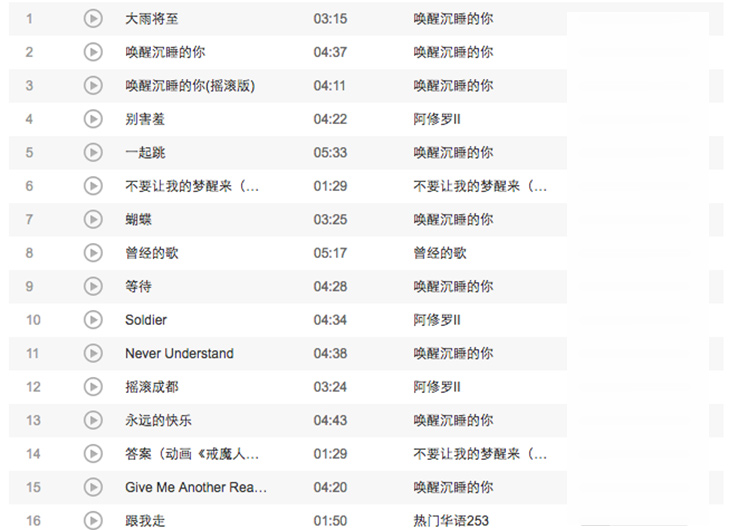 1 大雨将至 03:15 唤醒沉睡的你
2 唤醒沉睡的你 04:37 唤醒沉睡的你
3 唤醒沉睡的你(摇滚版) 04:11 唤醒沉睡的你
4 别害羞 04:22 阿修罗II
5 一起跳 05:33 唤醒沉睡的你
6 不要让我的梦醒来（... 01:29 不要让我的梦醒来（...
7 蝴蝶 03:25 唤醒沉睡的你
8 曾经的歌 05:17 曾经的歌
9 等待 04:28 唤醒沉睡的你
10 Soldier 04:34 阿修罗II
11 Never Understand 04:38 唤醒沉睡的你
12 摇滚成都 03:24 阿修罗II
13 永远的快乐 04:43 唤醒沉睡的你
14 答案（动画《戒魔人... 01:29 不要让我的梦醒来（...
15 Give Me Another Rea... 04:20 唤醒沉睡的你
16 跟我走 01:50 热门华语253